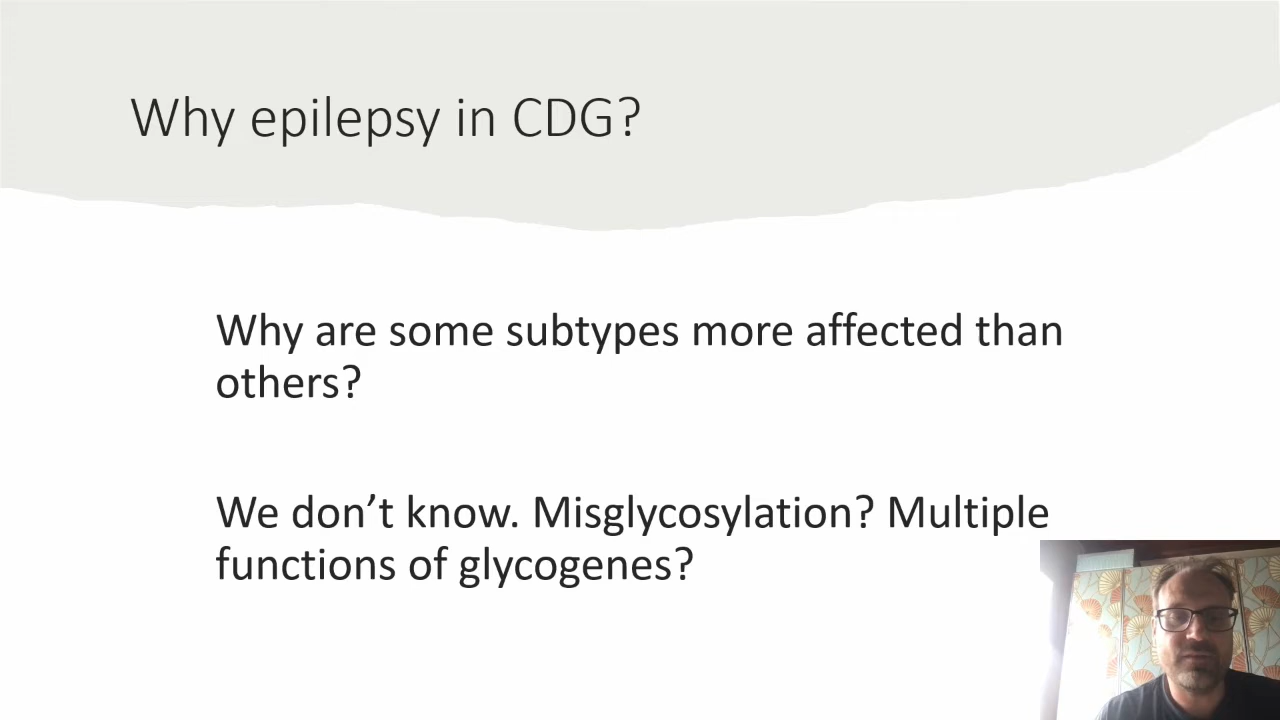 Why epilepsy in CDG?
Why are some subtypes more affected than
others?
We don’t know. Misglycosylation? Multiple
functions of glycogenes?